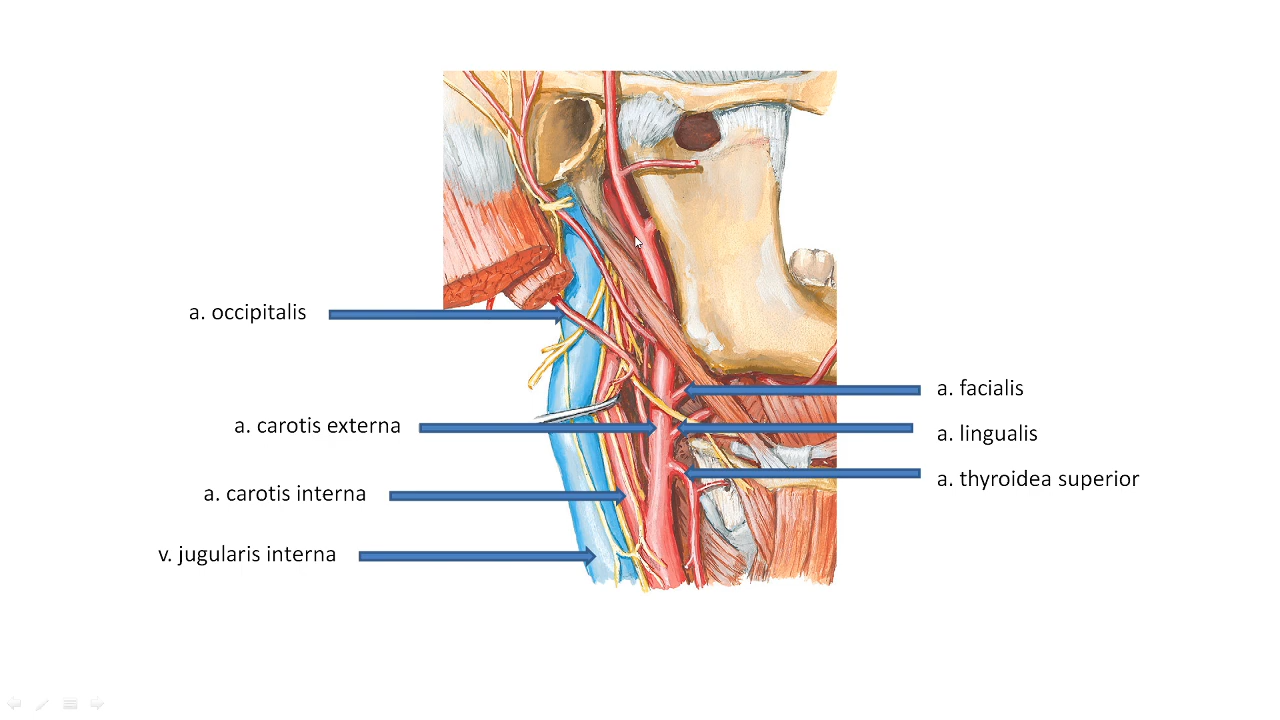 a. occipitalis
a. carotis externa
a. carotis interna
v. jugularis interna
a. facialis
a. lingualis
a. thyroidea superior